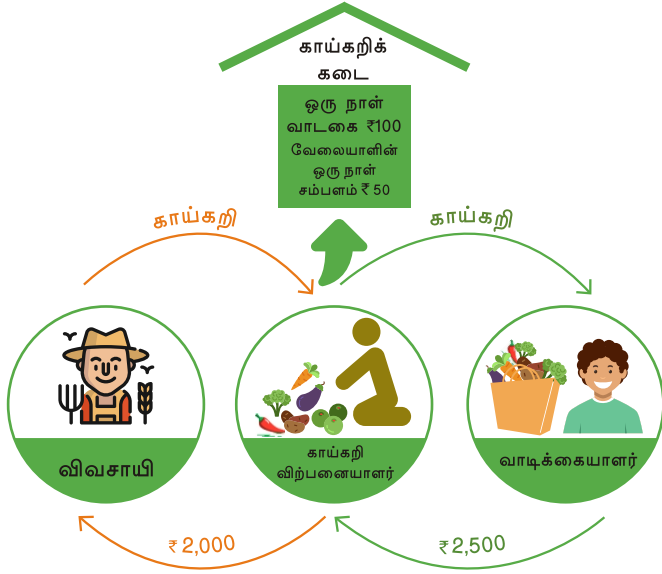 காய்கறிக்
கடை
ஒரு நாள்
வாடகை ₹100
வேலையாளின்
ஒரு நாள்
சம்பளம் ₹ 50
காய்கறி
காய்கறி
விவசாயி
காய்கறி
விற்பனையாளர்
வாடிக்கையாளர்
₹ 2,000
₹ 2,500